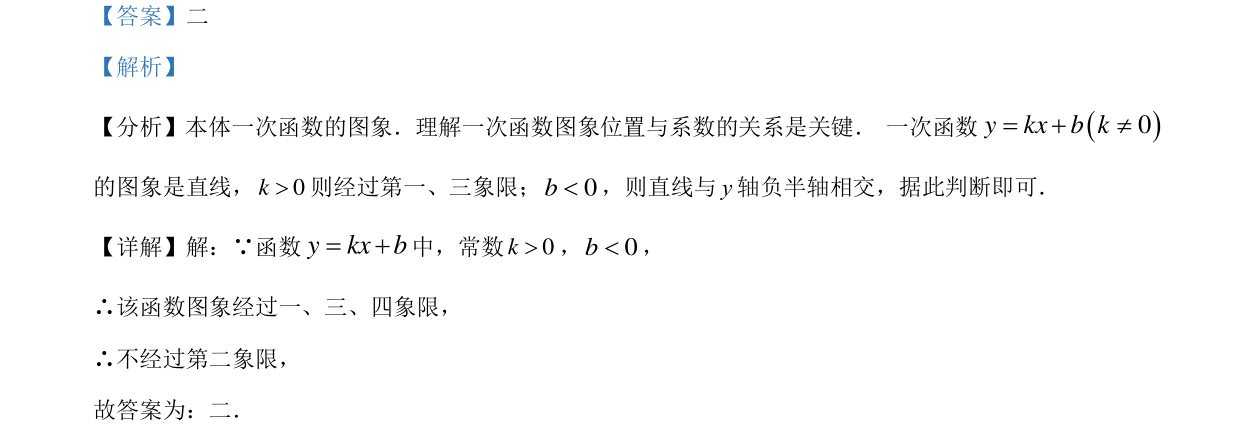 【答案】二
【解析】
【分析】本体一次函数的图象．理解一次函数图象位置与系数的关系是关键． 一次函数 y = kx + b(k ≠ 0)
的图象是直线，k > 0 则经过第一、三象限；b < 0，则直线与 y 轴负半轴相交，据此判断即可．
【详解】解：∵函数 y = kx + b 中，常数 k > 0，b < 0，
∴该函数图象经过一、三、四象限，
∴不经过第二象限，
故答案为：二．